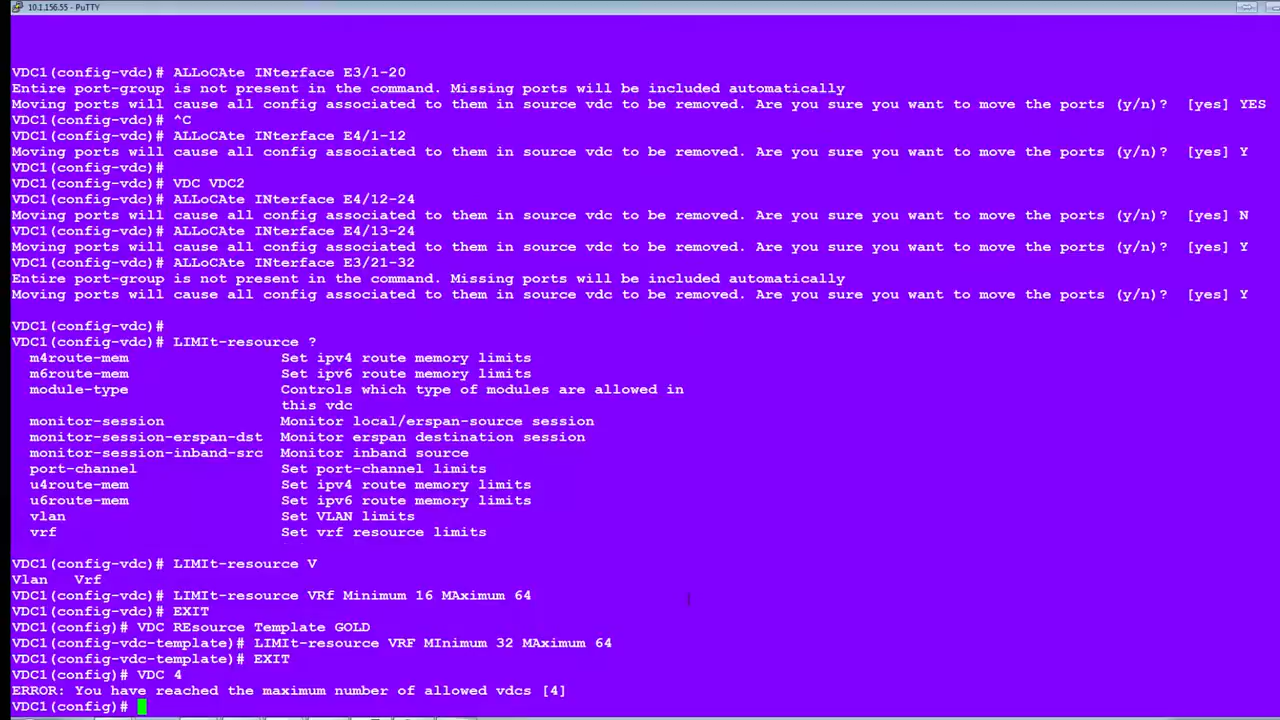 10.1.156.55 - PuTTY
VDC1(config-vdc)# ALLoCAte INterface E3/1-20
Entire port-group is not present in the command. Missing ports will be included automatically
Moving ports will cause all config associated to them in source vdc to be removed. Are you sure you want to move the ports (y/n)?  [yes] YES
VDC1(config-vdc)# ^C
VDC1(config-vdc)# ALLoCAte INterface E4/1-12
Moving ports will cause all config associated to them in source vdc to be removed. Are you sure you want to move the ports (y/n)?  [yes] Y
VDC1(config-vdc)#
VDC1(config-vdc)# VDC VDC2
VDC1(config-vdc)# ALLoCAte INterface E4/12-24
Moving ports will cause all config associated to them in source vdc to be removed. Are you sure you want to move the ports (y/n)?  [yes] N
VDC1(config-vdc)# ALLoCAte INterface E4/13-24
Moving ports will cause all config associated to them in source vdc to be removed. Are you sure you want to move the ports (y/n)?  [yes] Y
VDC1(config-vdc)# ALLoCAte INterface E3/21-32
Entire port-group is not present in the command. Missing ports will be included automatically
Moving ports will cause all config associated to them in source vdc to be removed. Are you sure you want to move the ports (y/n)?  [yes] Y
VDC1(config-vdc)#
VDC1(config-vdc)# LIMIt-resource ?
m4route-mem Set ipv4 route memory limits
m6route-mem Set ipv6 route memory limits
module-type Controls which type of modules are allowed in
this vdc
monitor-session Monitor local/erspan-source session
monitor-session-erspan-dst Monitor erspan destination session
monitor-session-inband-src Monitor inband source
port-channel Set port-channel limits
u4route-mem Set ipv4 route memory limits
u6route-mem Set ipv6 route memory limits
vlan Set VLAN limits
vrf Set vrf resource limits
VDC1(config-vdc)# LIMIt-resource V
Vlan Vrf
VDC1(config-vdc)# LIMIt-resource VRf Minimum 16 MAximum 64
VDC1(config-vdc)# EXIT
VDC1(config)# VDC REsource Template GOLD
VDC1(config-vdc-template)# LIMIt-resource VRF MInimum 32 MAximum 64
VDC1(config-vdc-template)# EXIT
VDC1(config)# VDC 4
ERROR: You have reached the maximum number of allowed vdcs [4]
VDC1(config)#